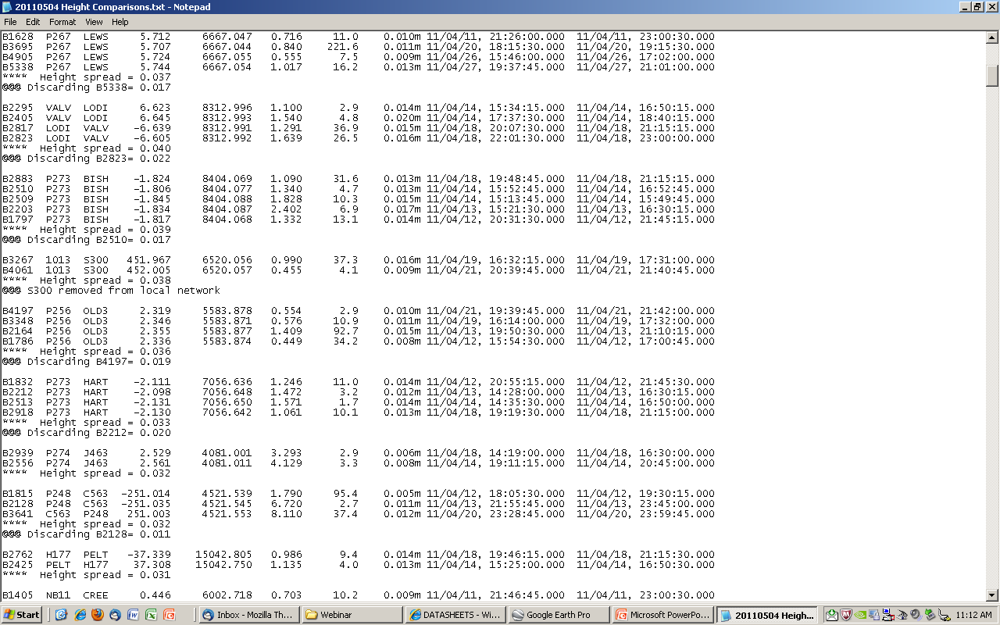 20110504 Height Comparisons.txt - Notepad
File Edit Format View Help
B1628 P267 LEWS 5.712 6667.047 0.716 11.0 0.010m 11/04/11, 21:26:00.000 11/04/11, 23:00:30.000
B3695 P267 LEWS 5.707 6667.044 0.840 221.6 0.011m 11/04/20, 18:15:30.000 11/04/20, 19:15:30.000
B4905 P267 LEWS 5.724 6667.055 0.555 7.5 0.009m 11/04/26, 15:46:00.000 11/04/26, 17:02:00.000
B5338 P267 LEWS 5.744 6667.054 1.017 16.2 0.013m 11/04/27, 19:37:45.000 11/04/27, 21:01:00.000
**** Height spread = 0.037
@@@ Discarding B5338= 0.017
B2295 VALV LODI 6.623 8312.996 1.100 2.9 0.014m 11/04/14, 15:34:15.000 11/04/14, 16:50:15.000
B2405 VALV LODI 6.645 8312.993 1.540 4.8 0.020m 11/04/14, 17:37:30.000 11/04/14, 18:40:15.000
B2817 LODI VALV -6.639 8312.991 1.291 36.9 0.015m 11/04/18, 20:07:30.000 11/04/18, 21:15:15.000
B2823 LODI VALV -6.605 8312.992 1.639 26.5 0.016m 11/04/18, 22:01:30.000 11/04/18, 23:00:00.000
**** Height spread = 0.040
@@@ Discarding B2823= 0.022
B2883 P273 BISH -1.824 8404.069 1.090 31.6 0.013m 11/04/18, 19:48:45.000 11/04/18, 21:15:15.000
B2510 P273 BISH -1.806 8404.077 1.340 4.7 0.013m 11/04/14, 15:52:45.000 11/04/14, 16:52:45.000
B2509 P273 BISH -1.845 8404.088 1.828 10.3 0.015m 11/04/14, 15:13:45.000 11/04/14, 15:49:45.000
B2203 P273 BISH -1.834 8404.087 2.402 6.9 0.017m 11/04/13, 15:21:30.000 11/04/13, 16:30:15.000
B1797 P273 BISH -1.817 8404.068 1.332 13.1 0.014m 11/04/12, 20:31:30.000 11/04/12, 21:45:15.000
**** Height spread = 0.039
@@@ Discarding B2510= 0.017
B3267 1013 S300 451.967 6520.056 0.990 37.3 0.016m 11/04/19, 16:32:15.000 11/04/19, 17:31:00.000
B4061 1013 S300 452.005 6520.057 0.455 4.1 0.009m 11/04/21, 20:39:45.000 11/04/21, 21:40:45.000
**** Height spread = 0.038
@@@ S300 removed from local network
B4197 P256 OLD3 2.319 5583.878 0.554 2.9 0.010m 11/04/21, 19:39:45.000 11/04/21, 21:42:00.000
B3348 P256 OLD3 2.346 5583.871 0.576 10.9 0.011m 11/04/19, 16:14:00.000 11/04/19, 17:32:00.000
B2164 P256 OLD3 2.355 5583.877 1.409 92.7 0.015m 11/04/13, 19:50:30.000 11/04/13, 21:10:15.000
B1786 P256 OLD3 2.336 5583.874 0.449 34.2 0.008m 11/04/12, 15:54:30.000 11/04/12, 17:00:45.000
**** Height spread = 0.036
@@@ Discarding B4197= 0.019
B1832 P273 HART -2.111 7056.636 1.246 11.0 0.014m 11/04/12, 20:55:15.000 11/04/12, 21:45:30.000
B2212 P273 HART -2.098 7056.648 1.472 3.2 0.012m 11/04/13, 14:28:00.000 11/04/13, 16:30:15.000
B2513 P273 HART -2.131 7056.650 1.571 1.7 0.014m 11/04/14, 14:35:30.000 11/04/14, 16:50:00.000
B2918 P273 HART -2.130 7056.642 1.061 10.1 0.013m 11/04/18, 19:19:30.000 11/04/18, 21:15:00.000
**** Height spread = 0.033
@@@ Discarding B2212= 0.020
B2939 P274 J463 2.529 4081.001 3.293 2.9 0.006m 11/04/18, 14:19:00.000 11/04/18, 16:30:00.000
B2556 P274 J463 2.561 4081.011 4.129 3.3 0.008m 11/04/14, 19:11:15.000 11/04/14, 20:45:00.000
**** Height spread = 0.032
B1815 P248 C563 -251.014 4521.539 1.790 95.4 0.005m 11/04/12, 18:05:30.000 11/04/12, 19:30:15.000
B2128 P248 C563 -251.035 4521.545 6.720 2.7 0.011m 11/04/13, 21:55:45.000 11/04/13, 23:45:00.000
B3641 C563 P248 251.003 4521.553 8.110 37.4 0.012m 11/04/20, 23:28:45.000 11/04/20, 23:59:45.000
**** Height spread = 0.032
@@@ Discarding B2128= 0.011
B2762 H177 PELT -37.339 15042.805 0.986 9.4 0.014m 11/04/18, 19:46:15.000 11/04/18, 21:15:30.000
B2425 PELT H177 37.308 15042.750 1.135 4.0 0.013m 11/04/14, 15:25:00.000 11/04/14, 16:50:30.000
**** Height spread = 0.031
B1405 NB11 CREE 0.446 6002.718 0.703 10.2 0.009m 11/04/11, 21:46:45.000 11/04/11, 23:00:30.000
Start Inbox - Mozilla Th... Webinar DATASHEETS - Wi... Google Earth Pro Microsoft PowerPo... 20110504 Heigh... 11:12 AM